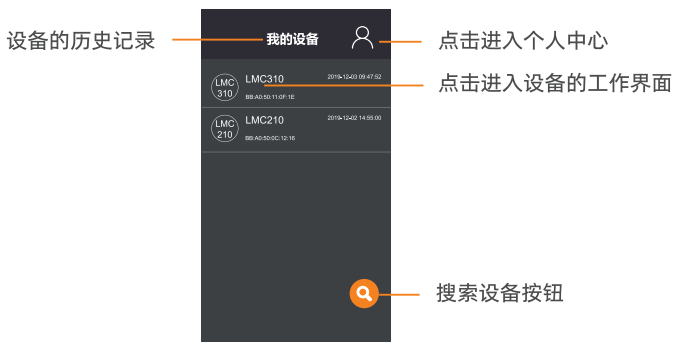 设备的历史记录
我的设备
点击进入个人中心
LMC
310
LMC310
2019-12-03 09:47:52
BB:A0:50:11:0F:1E
点击进入设备的工作界面
LMC
210
LMC210
2019-12-02 14:55:00
BB:A0:50:0C:12:16
搜索设备按钮